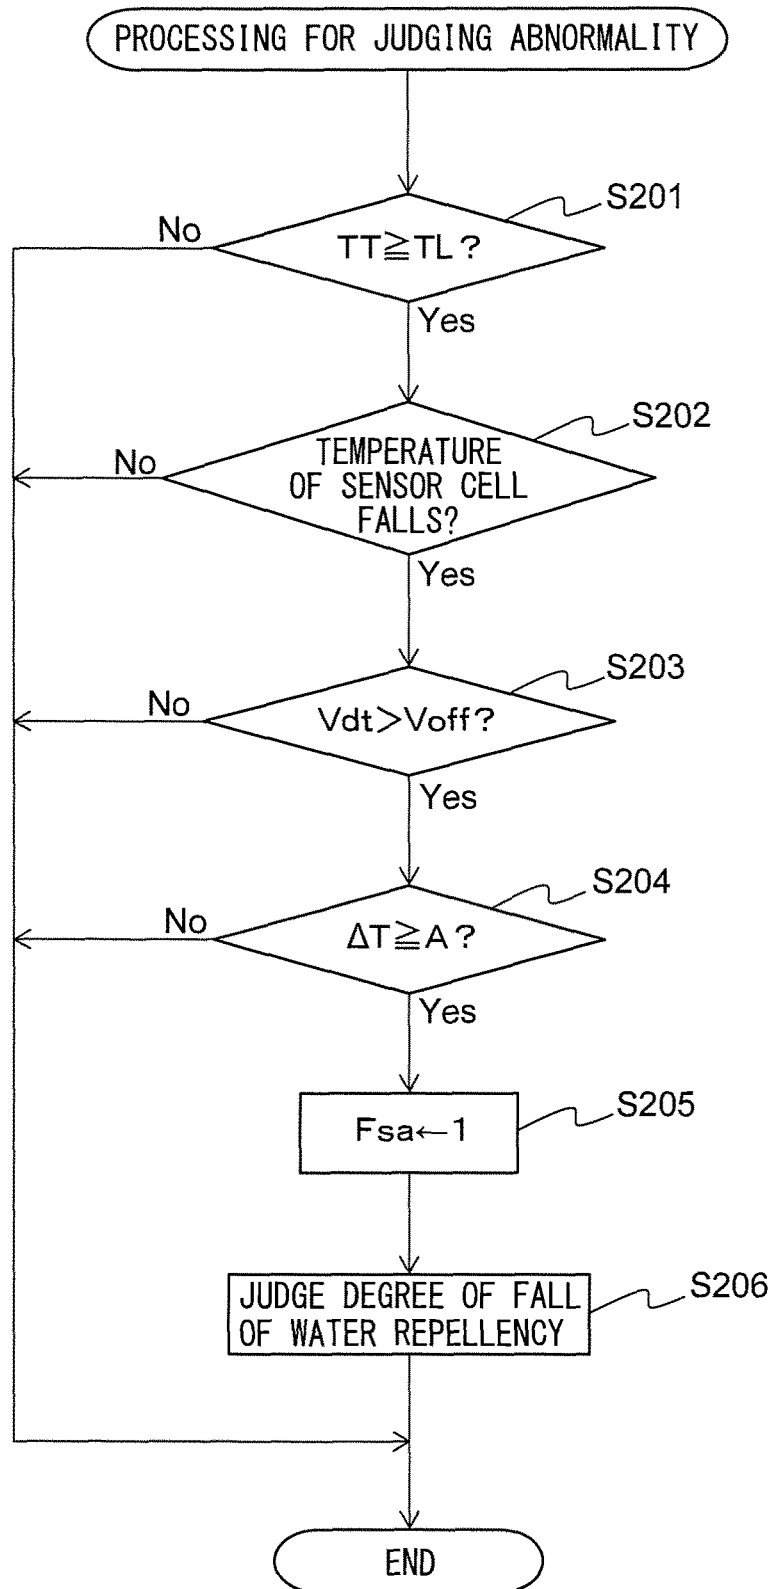 PROCESSING FOR JUDGING ABNORMALITY
S201
No
TT≧TL?
Yes
S202
No
TEMPERATURE
OF SENSOR CELL
FALLS?
Yes
S203
No
Vdt>Voff?
Yes
S204
No
ΔT≧A?
Yes
S205
Fsa←1
S206
JUDGE DEGREE OF FALL
OF WATER REPELLENCY
END